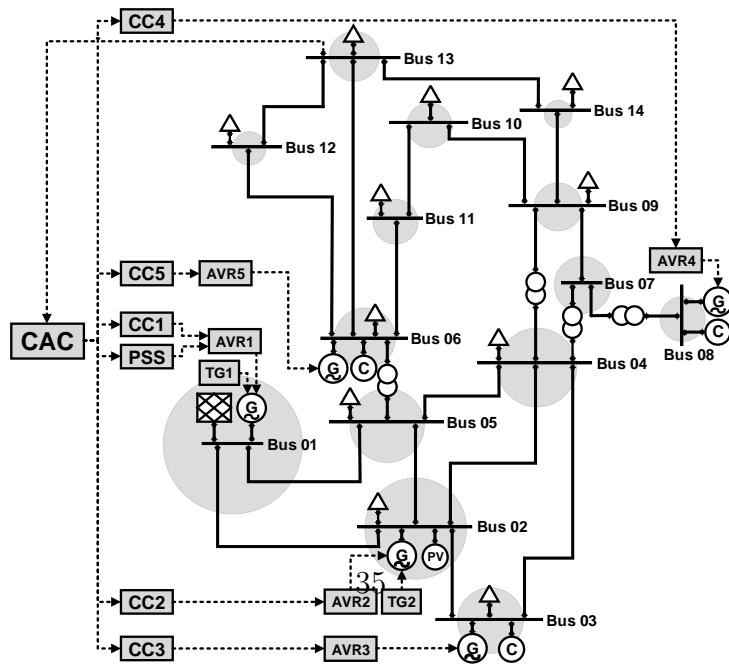 CC4
Bus 13
Bus 14
Bus 10
Bus 12
Bus 09
Bus 11
AVR4
CC5
AVR5
Bus 07
G
C
Bus 08
CC1
CAC
AVR1
Bus 06
PSS
Bus 04
TG1
G
C
G
Bus 05
Bus 01
Bus 02
G
PV
35
CC2
AVR2
TG2
Bus 03
CC3
AVR3
G
C